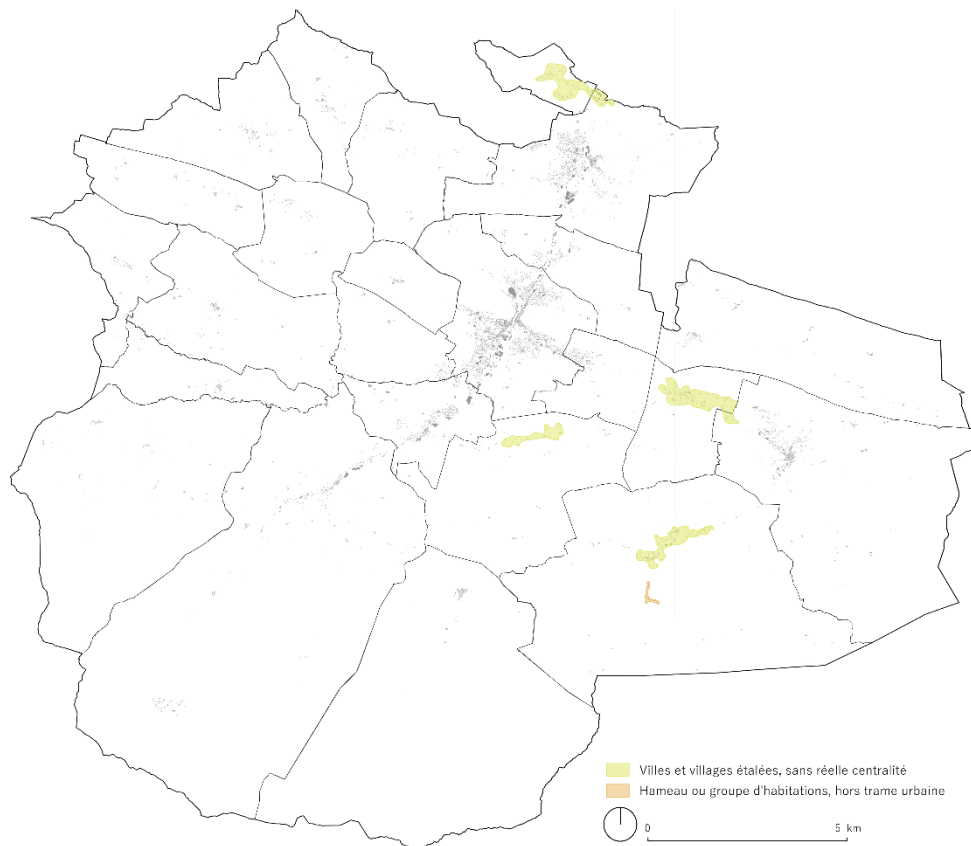 Villes et villages étalées, sans réelle centralité
Hameau ou groupe d'habitations, hors trame urbaine
0 5 km